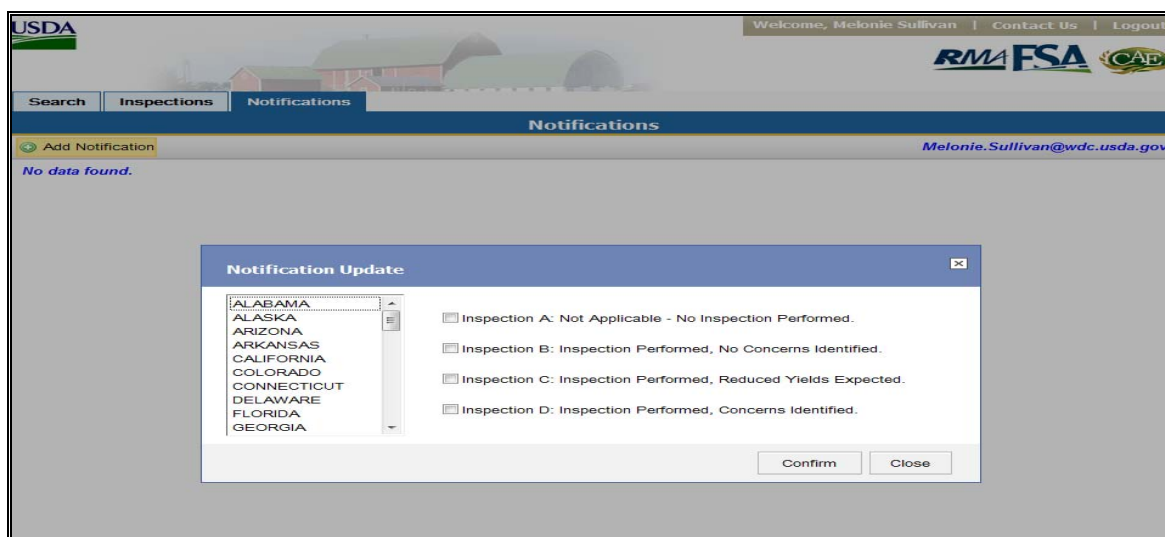 USDA
Welcome, Melonie Sullivan | Contact Us | Logout
RMA FSA CAE
Search Inspections Notifications
Notifications
Add Notification Melonie.Sullivan@wdc.usda.gov
No data found.
Notification Update
ALABAMA
ALASKA
ARIZONA
ARKANSAS
CALIFORNIA
COLORADO
CONNECTICUT
DELAWARE
FLORIDA
GEORGIA
Inspection A: Not Applicable - No Inspection Performed.
Inspection B: Inspection Performed, No Concerns Identified.
Inspection C: Inspection Performed, Reduced Yields Expected.
Inspection D: Inspection Performed, Concerns Identified.
Confirm Close